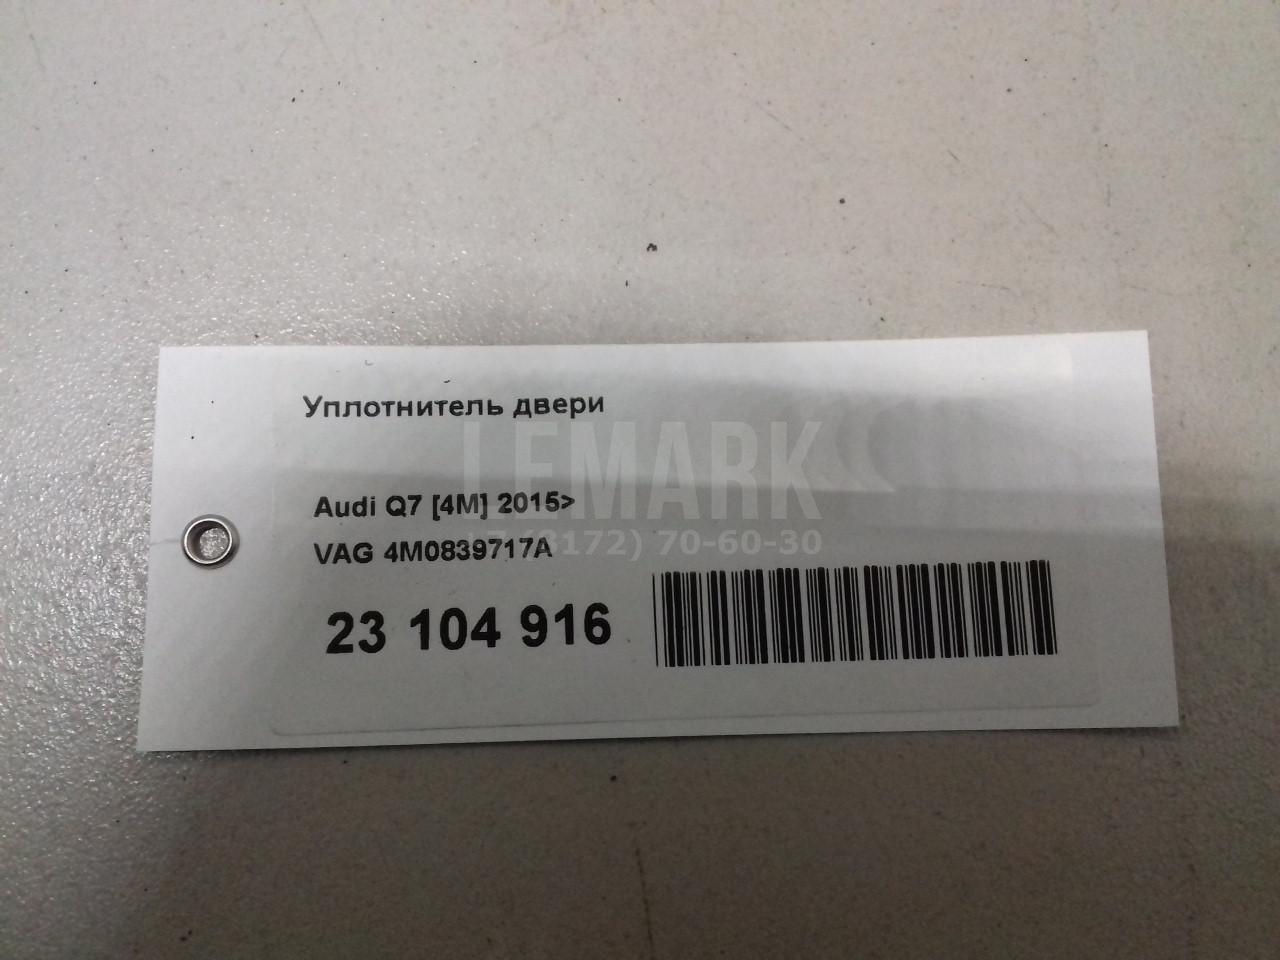 Уплотнитель двери
LEMARK
Audi Q7 [4M] 2015>
VAG 4M0839717A
(8172) 70-60-30
23 104 916